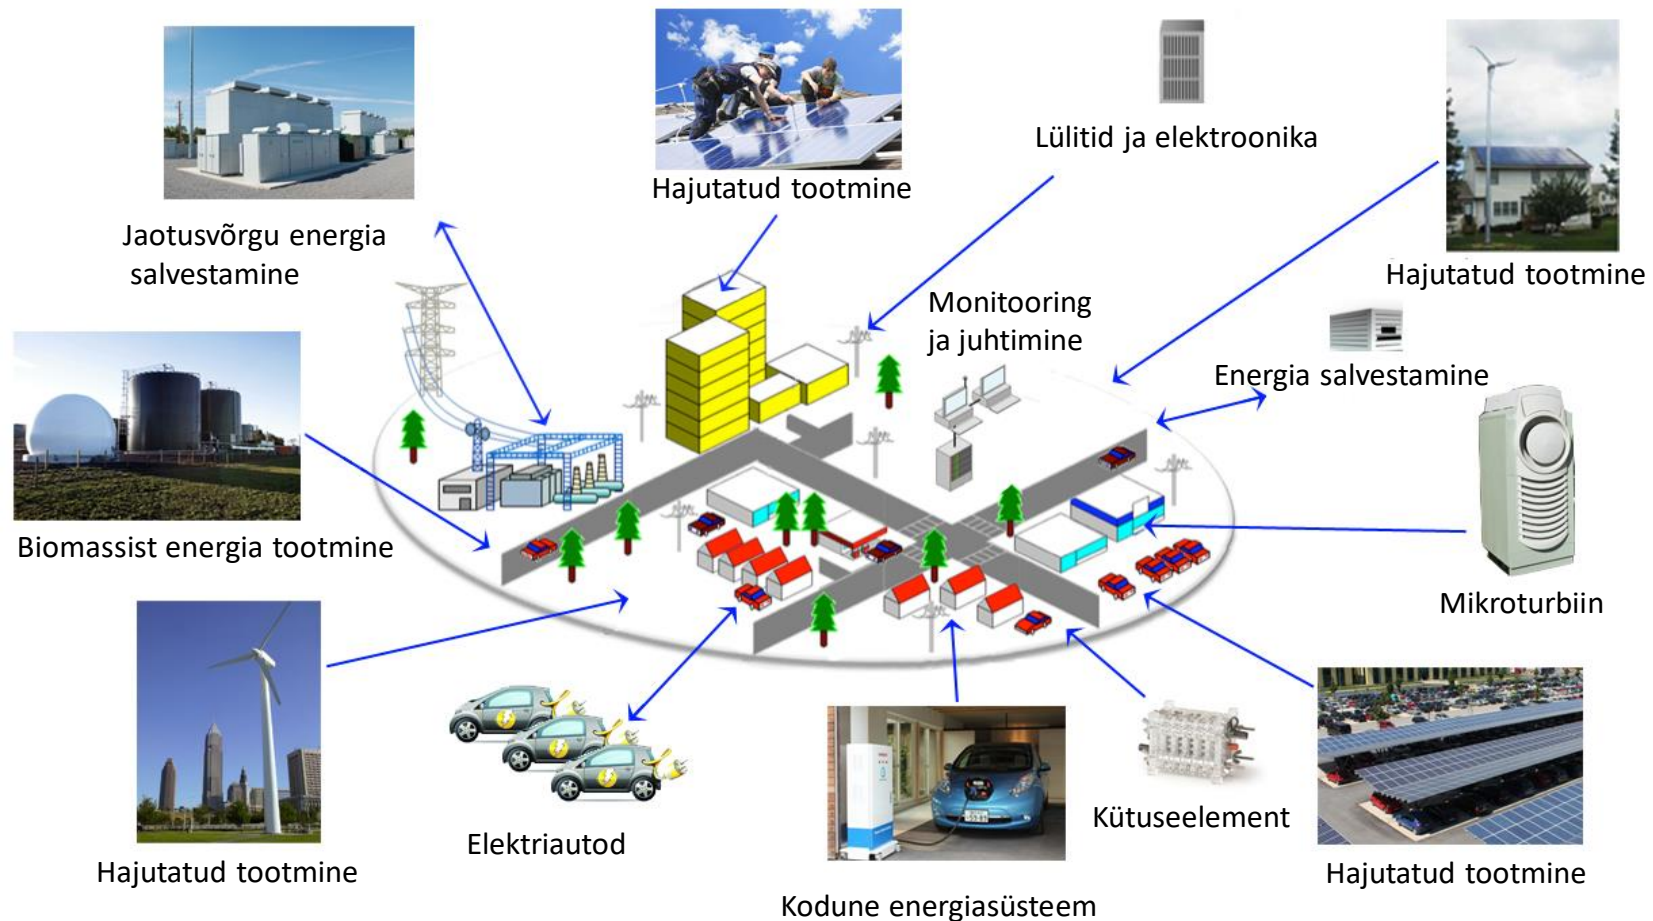 Lülitid ja elektroonika
Hajutatud tootmine
Jaotusvõrgu energia
salvestamine
Hajutatud tootmine
Monitooring
ja juhtimine
Energia salvestamine
Biomassist energia tootmine
Mikroturbiin
Kütuseelement
Elektriautod
Hajutatud tootmine
Hajutatud tootmine
Kodune energiasüsteem